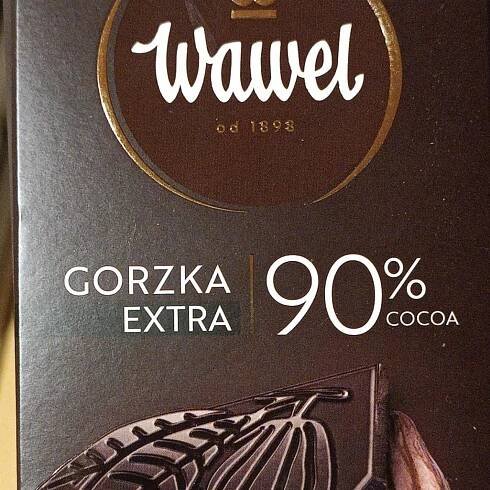 Wawel
od 1898
GORZKA
EXTRA
90%
COCOA